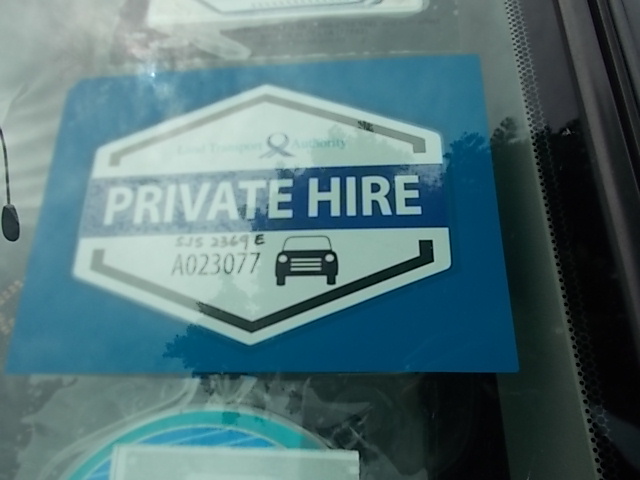 Land Transport Authority
PRIVATE HIRE
SJS 2369 E
A023077